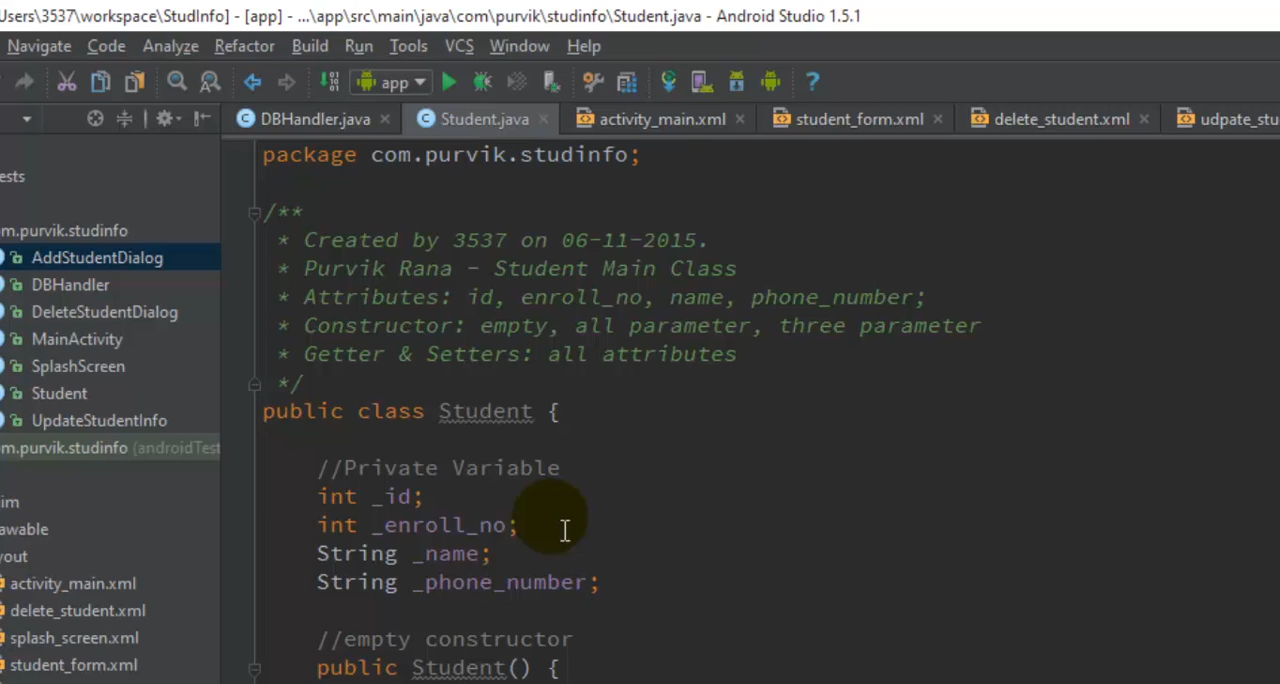 Users\3537\workspace\StudInfo] - [app] - ...\app\src\main\java\com\purvik\studinfo\Student.java - Android Studio 1.5.1
Navigate Code Analyze Refactor Build Run Tools VCS Window Help
app
DBHandler.java Student.java activity_main.xml student_form.xml delete_student.xml udpate_stu
ests
m.purvik.studinfo
AddStudentDialog
DBHandler
DeleteStudentDialog
MainActivity
SplashScreen
Student
UpdateStudentInfo
m.purvik.studinfo (androidTest
im
awable
yout
activity_main.xml
delete_student.xml
splash_screen.xml
student_form.xml
package com.purvik.studinfo;
/**
* Created by 3537 on 06-11-2015.
* Purvik Rana - Student Main Class
* Attributes: id, enroll_no, name, phone_number;
* Constructor: empty, all parameter, three parameter
* Getter & Setters: all attributes
*/
public class Student {
//Private Variable
int _id;
int _enroll_no;
String _name;
String _phone_number;
//empty constructor
public Student() {